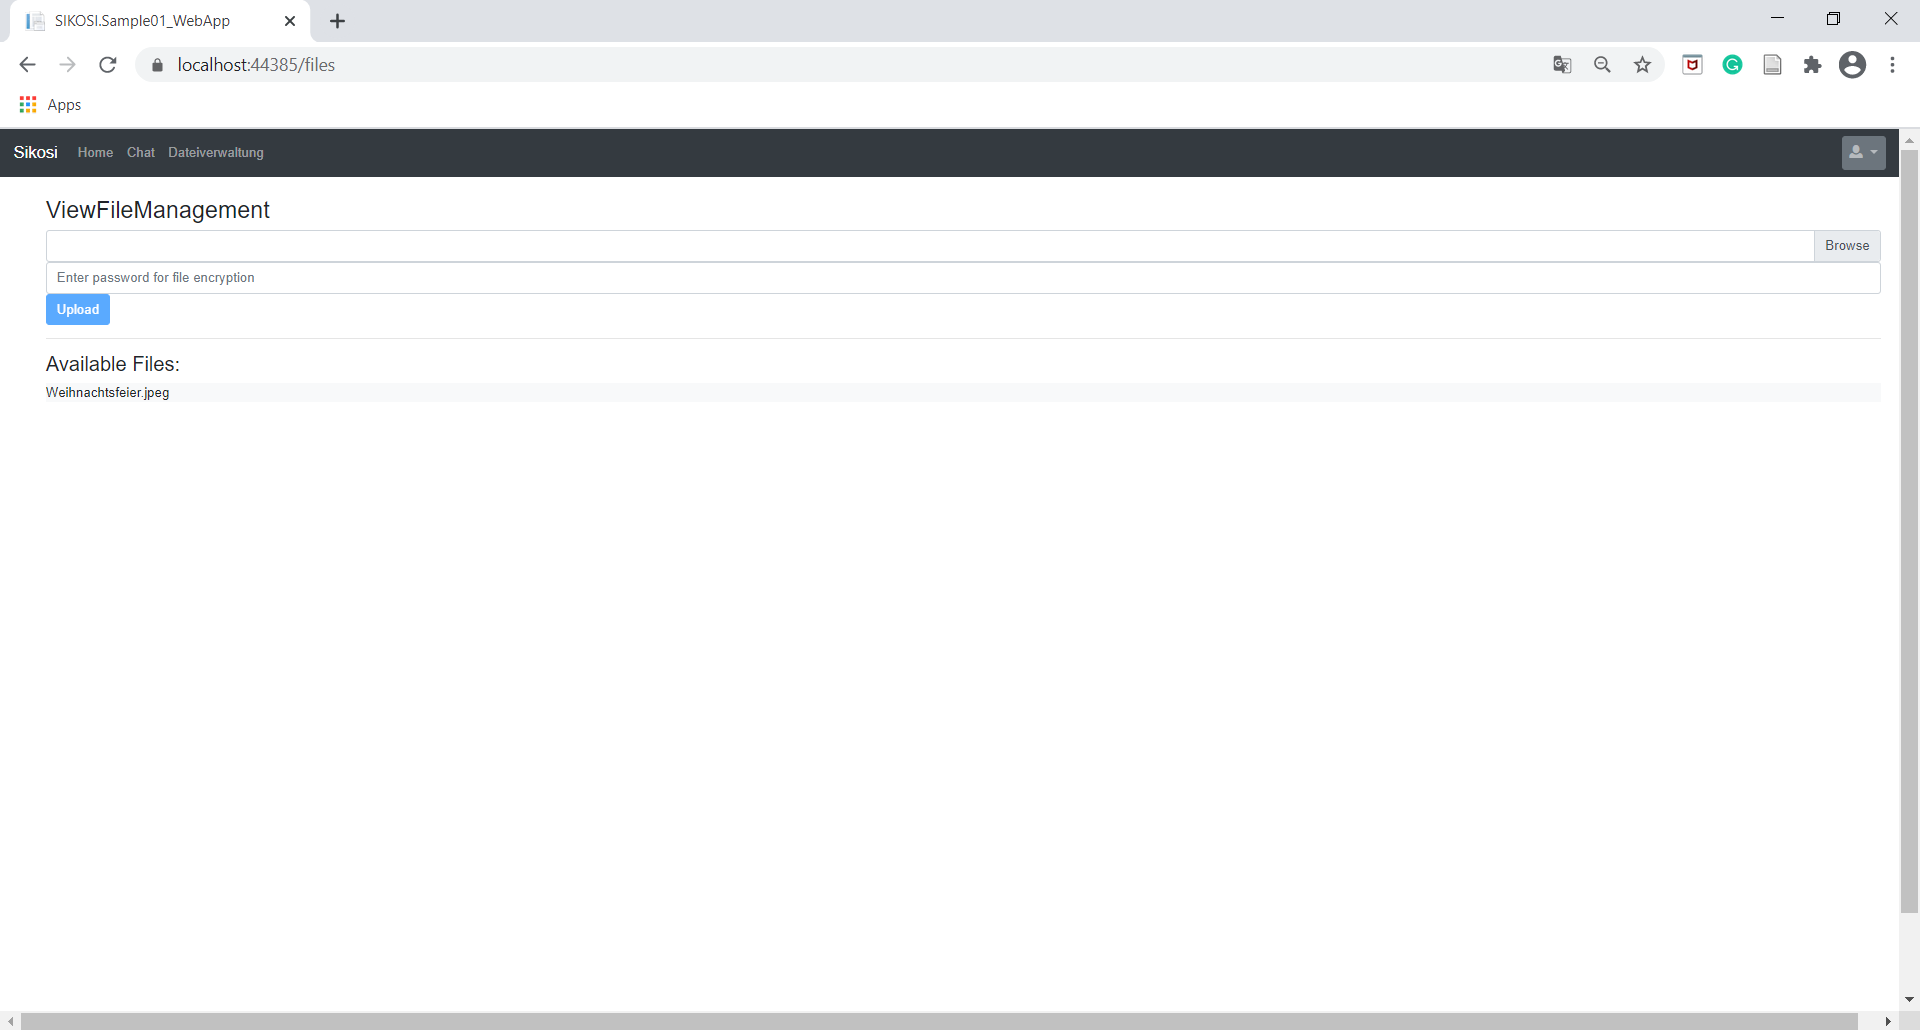 SIKOSI.Sample01_WebApp
localhost:44385/files
Apps
Sikosi Home Chat Dateiverwaltung
ViewFileManagement
Browse
Enter password for file encryption
Upload
Available Files:
Weihnachtsfeier.jpeg